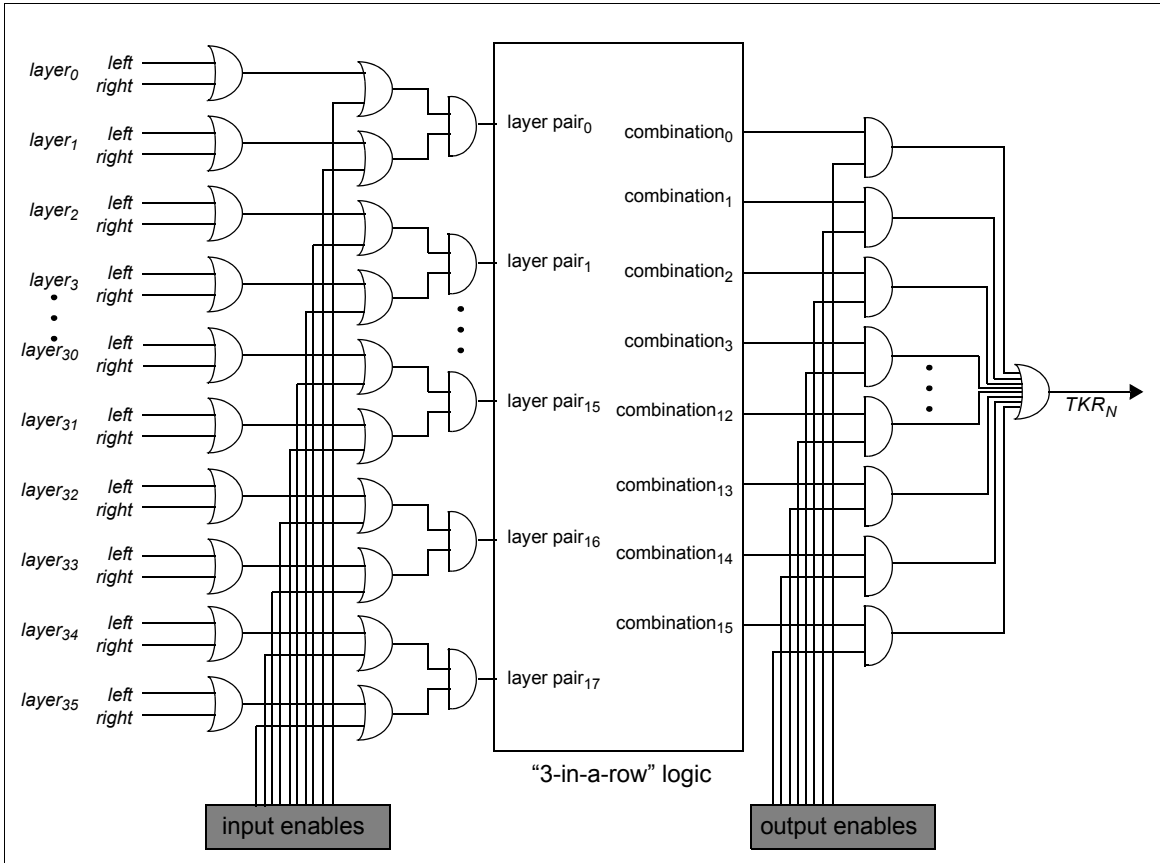 layer0 left
right
layer1 left
right
layer2 left
right
layer3 left
right
layer30 left
right
layer31 left
right
layer32 left
right
layer33 left
right
layer34 left
right
layer35 left
right
layer pair0
layer pair1
layer pair15
layer pair16
layer pair17
combination0
combination1
combination2
combination3
combination12
combination13
combination14
combination15
TKRN
“3-in-a-row” logic
input enables
output enables